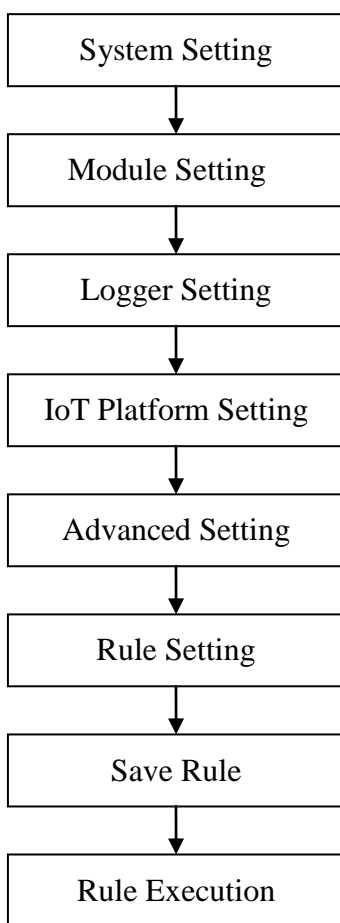 System Setting
Module Setting
Logger Setting
IoT Platform Setting
Advanced Setting
Rule Setting
Save Rule
Rule Execution